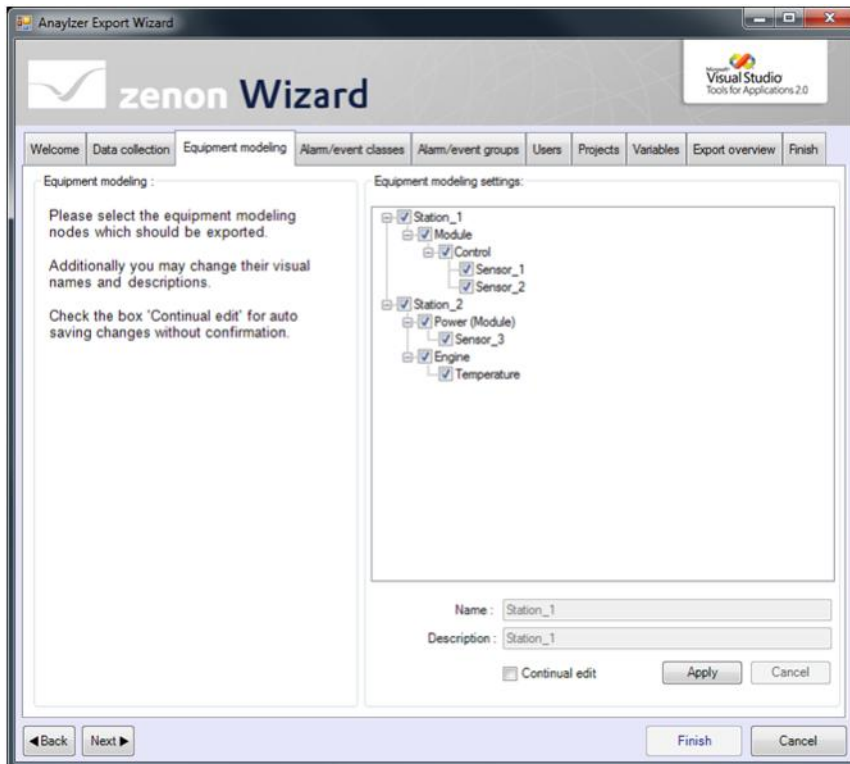 Anaylzer Export Wizard
zenon Wizard
Microsoft
Visual Studio
Tools for Applications 2.0
Welcome Data collection Equipment modeling Alarm/event classes Alarm/event groups Users Projects Variables Export overview Finish
Equipment modeling :
Please select the equipment modeling
nodes which should be exported.
Additionally you may change their visual
names and descriptions.
Check the box 'Continual edit' for auto
saving changes without confirmation.
Equipment modeling settings:
Station_1
Module
Control
Sensor_1
Sensor_2
Station_2
Power (Module)
Sensor_3
Engine
Temperature
Name : Station_1
Description : Station_1
Continual edit Apply Cancel
Back Next Finish Cancel